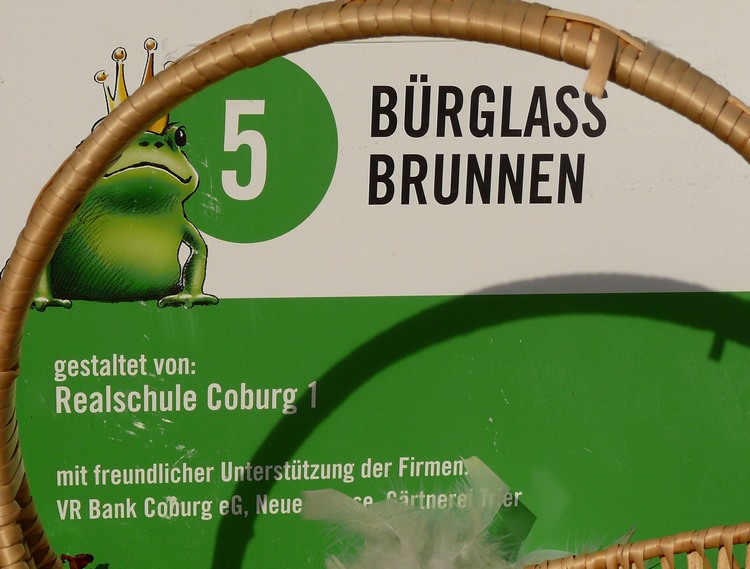 5
BÜRGLASS
BRUNNEN
gestaltet von:
Realschule Coburg 1
mit freundlicher Unterstützung der Firmen:
VR Bank Coburg eG, Neue Gärtnerei Trier